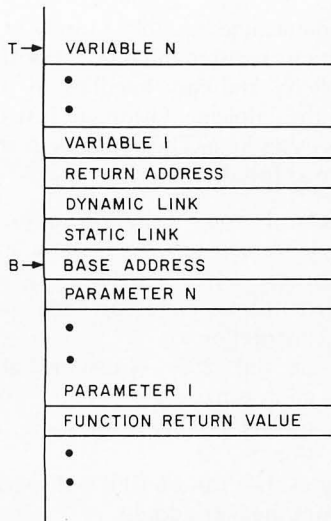 T → VARIABLE N
•
•
VARIABLE I
RETURN ADDRESS
DYNAMIC LINK
STATIC LINK
B → BASE ADDRESS
PARAMETER N
•
•
PARAMETER I
FUNCTION RETURN VALUE
•
•